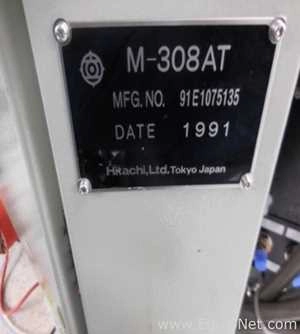 M-308AT
MFG. NO. 91E1075135
DATE 1991
Hitachi, Ltd. Tokyo Japan